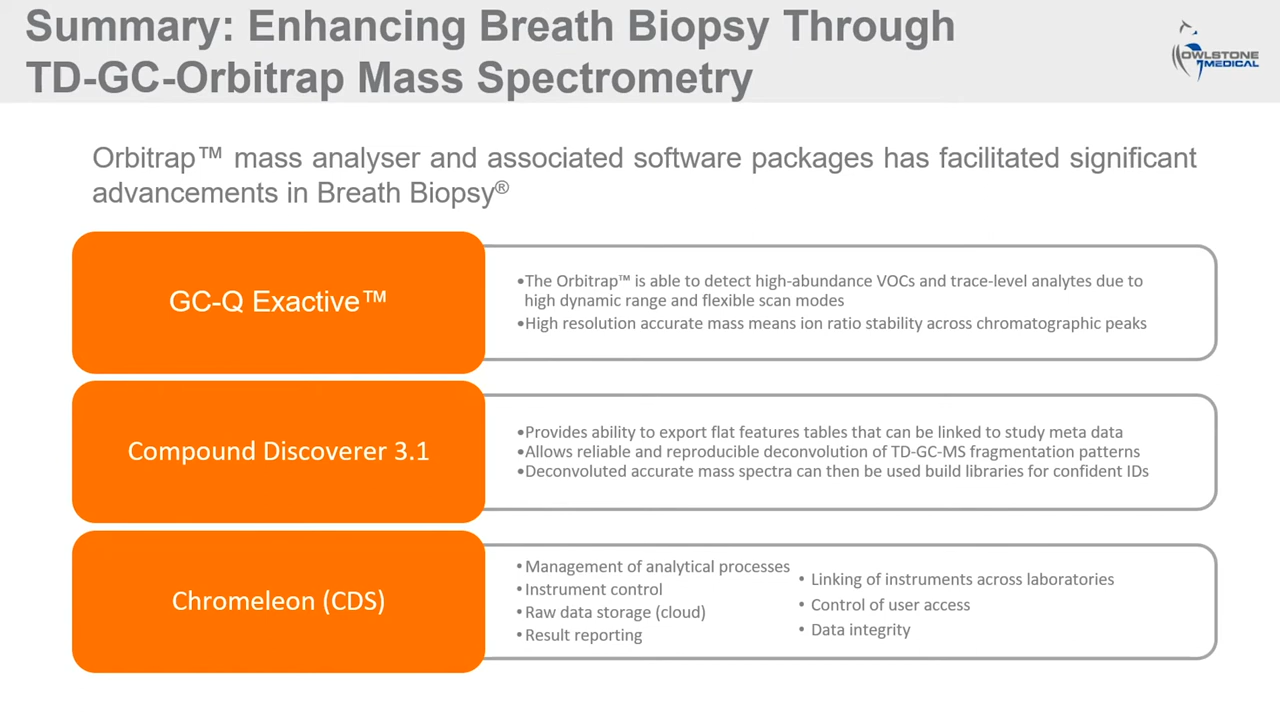 Summary: Enhancing Breath Biopsy Through
TD-GC-Orbitrap Mass Spectrometry
OWLSTONE
MEDICAL
Orbitrap™ mass analyser and associated software packages has facilitated significant
advancements in Breath Biopsy®
GC-Q Exactive™
•The Orbitrap™ is able to detect high-abundance VOCs and trace-level analytes due to
high dynamic range and flexible scan modes
•High resolution accurate mass means ion ratio stability across chromatographic peaks
Compound Discoverer 3.1
•Provides ability to export flat features tables that can be linked to study meta data
•Allows reliable and reproducible deconvolution of TD-GC-MS fragmentation patterns
•Deconvoluted accurate mass spectra can then be used build libraries for confident IDs
Chromeleon (CDS)
•Management of analytical processes
•Instrument control
•Raw data storage (cloud)
•Result reporting
• Linking of instruments across laboratories
• Control of user access
• Data integrity